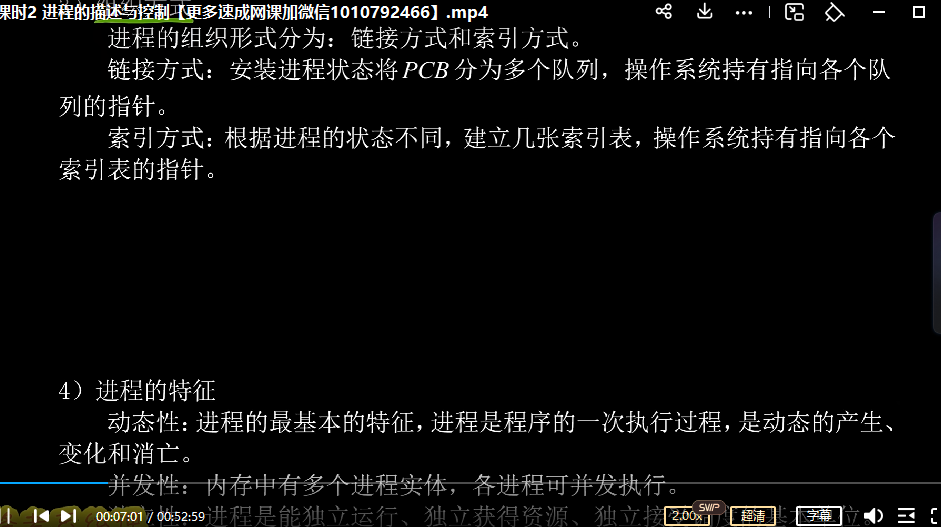 课时2 进程的描述与控制【更多速成网课加微信1010792466】.mp4
进程的组织形式分为：链接方式和索引方式。
链接方式：安装进程状态将PCB分为多个队列，操作系统持有指向各个队
列的指针。
索引方式：根据进程的状态不同，建立几张索引表，操作系统持有指向各个
索引表的指针。
4）进程的特征
动态性：进程的最基本的特征，进程是程序的一次执行过程，是动态的产生、
变化和消亡。
并发性：内存中有多个进程实体，各进程可并发执行。
进程是能独立运行、独立获得资源、独立接
00:07:01 / 00:52:59
2.00x
SWP
超清
字幕